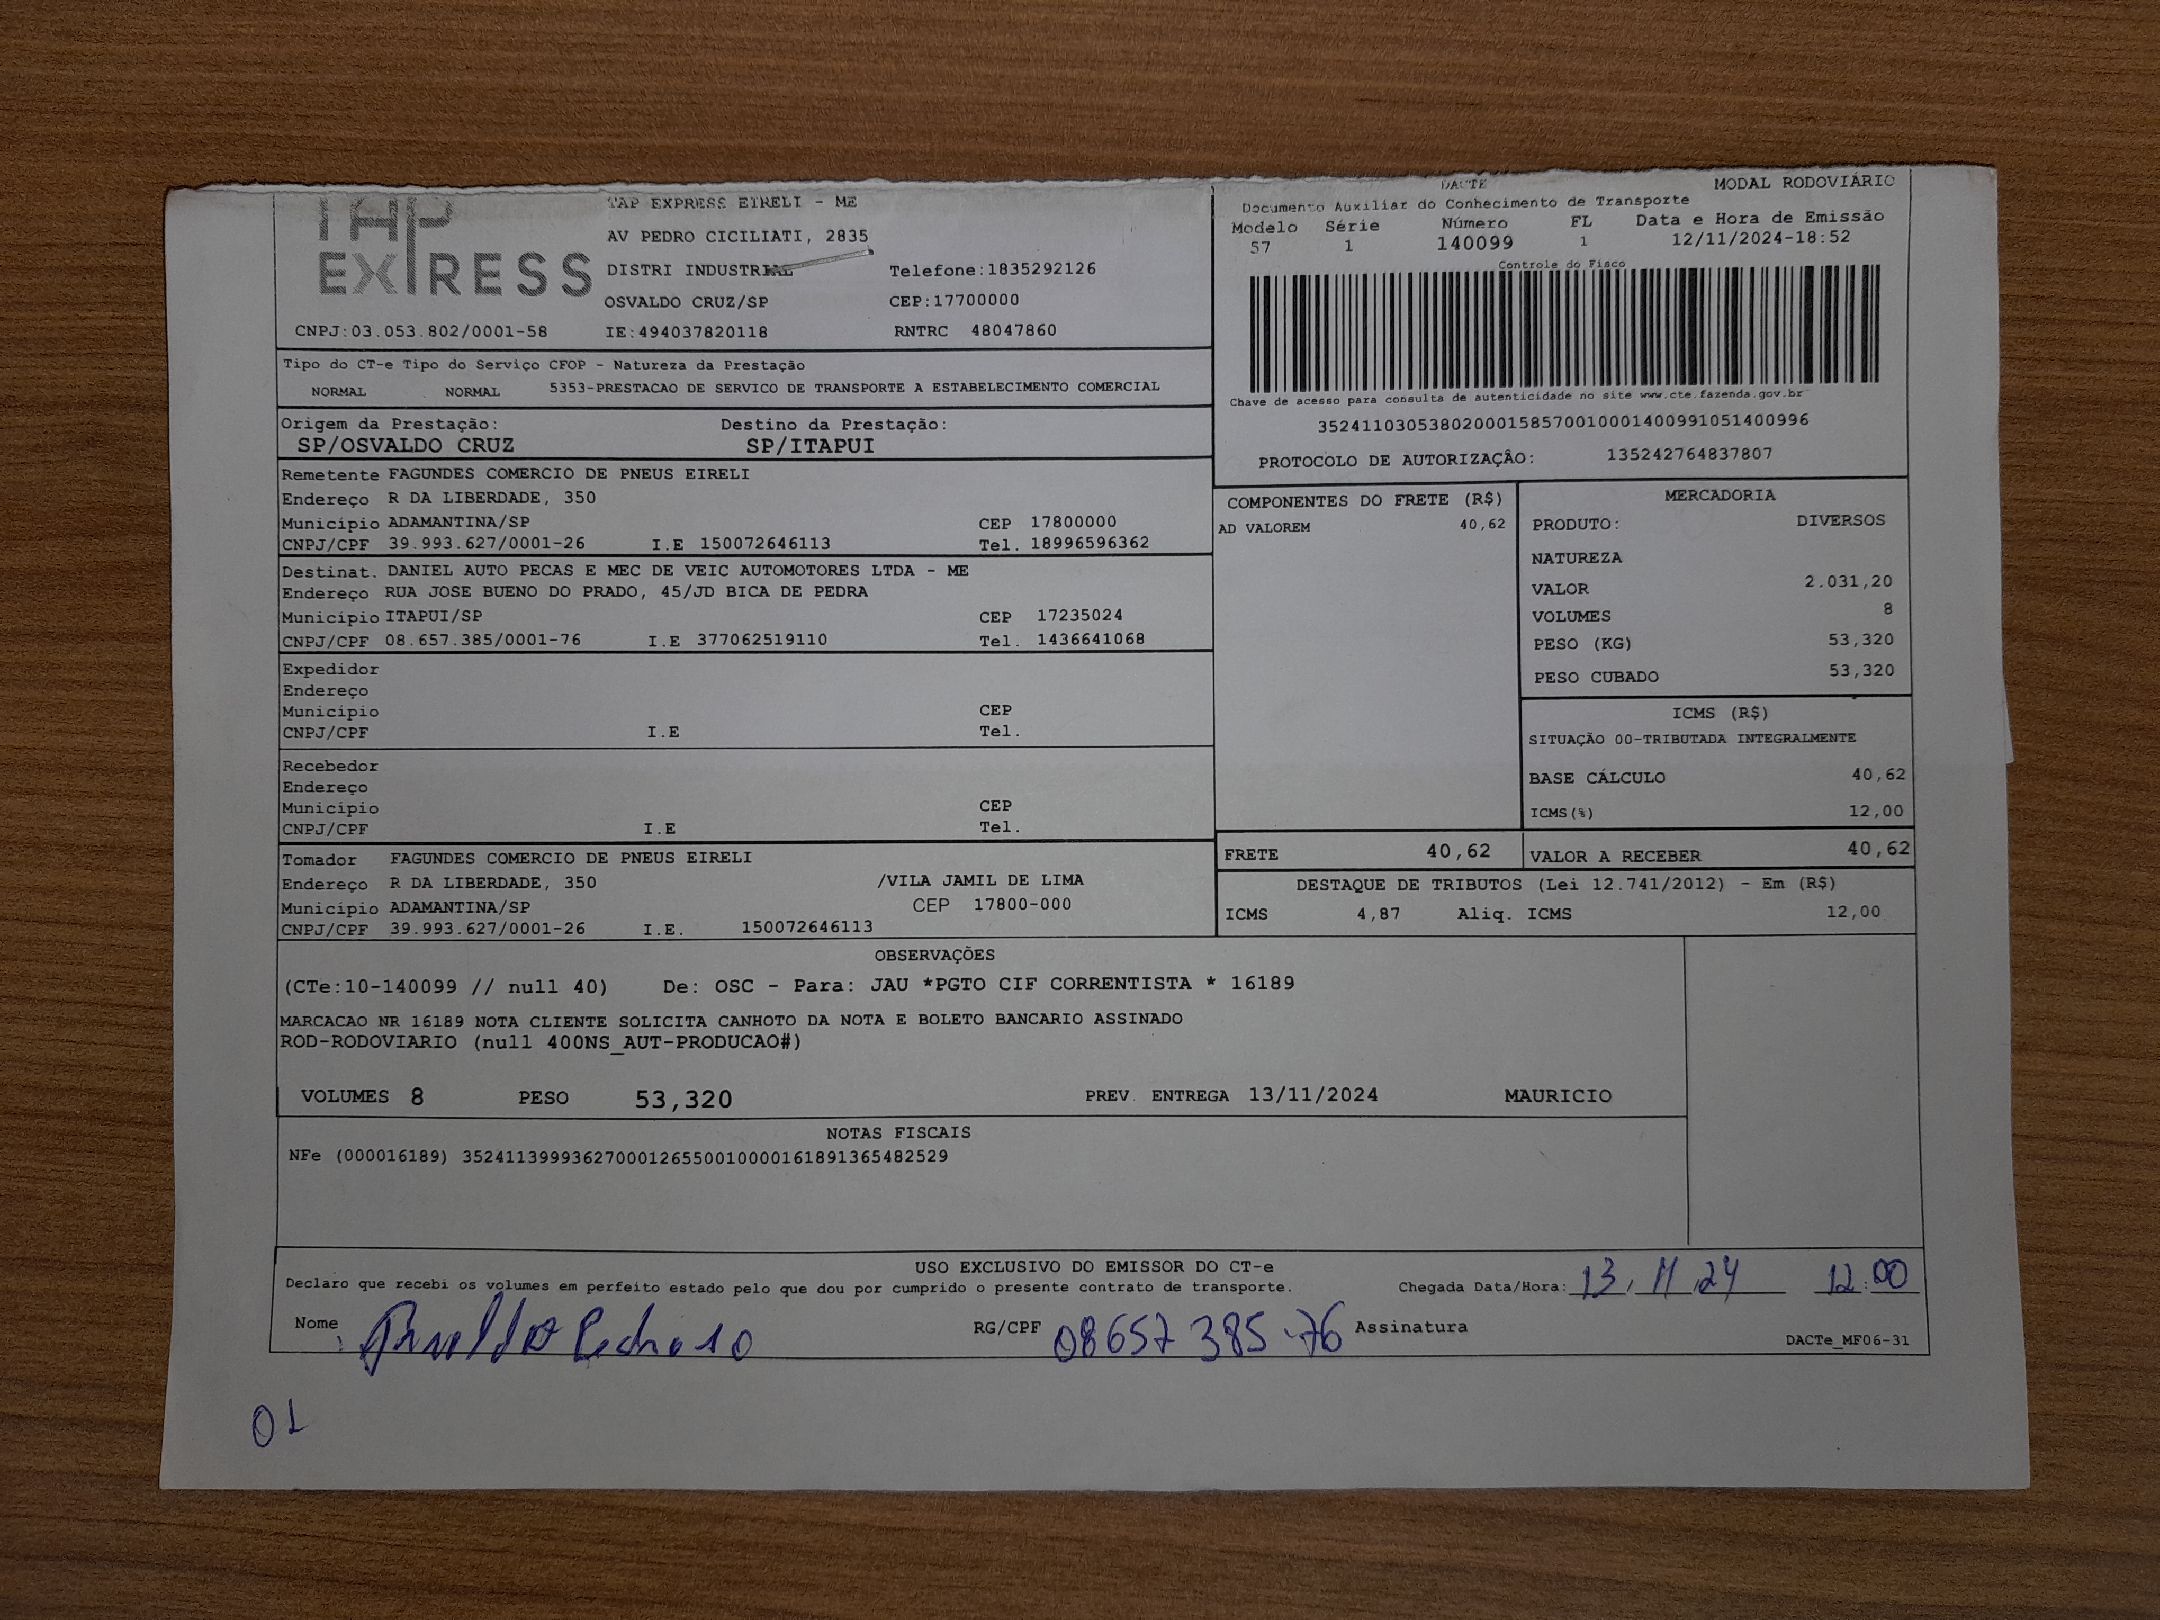 TAP
EXPRESS
TAP EXPRESS EIRELI - ME
AV PEDRO CICILIATI, 2835
DISTRI INDUSTRIAL Telefone:1835292126
OSVALDO CRUZ/SP CEP:17700000
CNPJ:03.053.802/0001-58 IE:494037820118 RNTRC 48047860
DACTE MODAL RODOVIÁRIO
Documento Auxiliar do Conhecimento de Transporte
Modelo Série Número FL Data e Hora de Emissão
57 1 140099 1 12/11/2024-18:52
Controle do Fisco
Chave de acesso para consulta de autenticidade no site www.cte.fazenda.gov.br
35241103053802000158570010001400991051400996
PROTOCOLO DE AUTORIZAÇÃO: 135242764837807
Tipo do CT-e Tipo do Serviço CFOP - Natureza da Prestação
NORMAL NORMAL 5353-PRESTACAO DE SERVICO DE TRANSPORTE A ESTABELECIMENTO COMERCIAL
Origem da Prestação: Destino da Prestação:
SP/OSVALDO CRUZ SP/ITAPUI
Remetente FAGUNDES COMERCIO DE PNEUS EIRELI
Endereço R DA LIBERDADE, 350
Município ADAMANTINA/SP CEP 17800000
CNPJ/CPF 39.993.627/0001-26 I.E 150072646113 Tel. 18996596362
Destinat. DANIEL AUTO PECAS E MEC DE VEIC AUTOMOTORES LTDA - ME
Endereço RUA JOSE BUENO DO PRADO, 45/JD BICA DE PEDRA
Município ITAPUI/SP CEP 17235024
CNPJ/CPF 08.657.385/0001-76 I.E 377062519110 Tel. 1436641068
Expedidor
Endereço
Município CEP
CNPJ/CPF I.E Tel.
Recebedor
Endereço
Município CEP
CNPJ/CPF I.E Tel.
Tomador FAGUNDES COMERCIO DE PNEUS EIRELI
Endereço R DA LIBERDADE, 350 /VILA JAMIL DE LIMA
Município ADAMANTINA/SP CEP 17800-000
CNPJ/CPF 39.993.627/0001-26 I.E. 150072646113
COMPONENTES DO FRETE (R$)
AD VALOREM 40,62
MERCADORIA
PRODUTO: DIVERSOS
NATUREZA
VALOR 2.031,20
VOLUMES 8
PESO (KG) 53,320
PESO CUBADO 53,320
ICMS (R$)
SITUAÇÃO 00-TRIBUTADA INTEGRALMENTE
BASE CÁLCULO 40,62
ICMS(%) 12,00
FRETE 40,62 VALOR A RECEBER 40,62
DESTAQUE DE TRIBUTOS (Lei 12.741/2012) - Em (R$)
ICMS 4,87 Aliq. ICMS 12,00
OBSERVAÇÕES
(CTe:10-140099 // null 40) De: OSC - Para: JAU *PGTO CIF CORRENTISTA * 16189
MARCACAO NR 16189 NOTA CLIENTE SOLICITA CANHOTO DA NOTA E BOLETO BANCARIO ASSINADO
ROD-RODOVIARIO (null 400NS_AUT-PRODUCAO#)
VOLUMES 8 PESO 53,320 PREV. ENTREGA 13/11/2024 MAURICIO
NOTAS FISCAIS
NFe (000016189) 35241139993627000126550010000161891365482529
USO EXCLUSIVO DO EMISSOR DO CT-e
Declaro que recebi os volumes em perfeito estado pelo que dou por cumprido o presente contrato de transporte. Chegada Data/Hora: 13, 11, 24 12:00
Nome RG/CPF 08657 385-76 Assinatura
DACTe_MF06-31
01